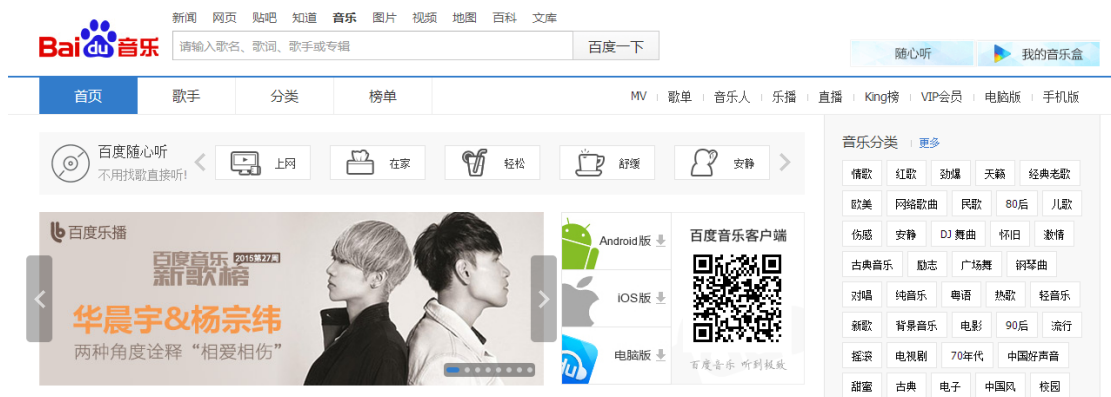 新闻 网页 贴吧 知道 音乐 图片 视频 地图 百科 文库
Bai du 音乐
请输入歌名、歌词、歌手或专辑 百度一下
随心听 我的音乐盒
首页 歌手 分类 榜单 MV 歌单 音乐人 乐播 直播 King榜 VIP会员 电脑版 手机版
百度随心听
不用找歌直接听!
上网 在家 轻松 舒缓 安静
百度乐播
百度音乐 2015第27周
新歌榜
华晨宇&杨宗纬
两种角度诠释“相爱相伤”
Android版
iOS版
电脑版
du
百度音乐客户端
百度音乐 听到极致
音乐分类 更多
情歌 红歌 劲爆 天籁 经典老歌
欧美 网络歌曲 民歌 80后 儿歌
伤感 安静 DJ 舞曲 怀旧 激情
古典音乐 励志 广场舞 钢琴曲
对唱 纯音乐 粤语 热歌 轻音乐
新歌 背景音乐 电影 90后 流行
摇滚 电视剧 70年代 中国好声音
甜蜜 古典 电子 中国风 校园